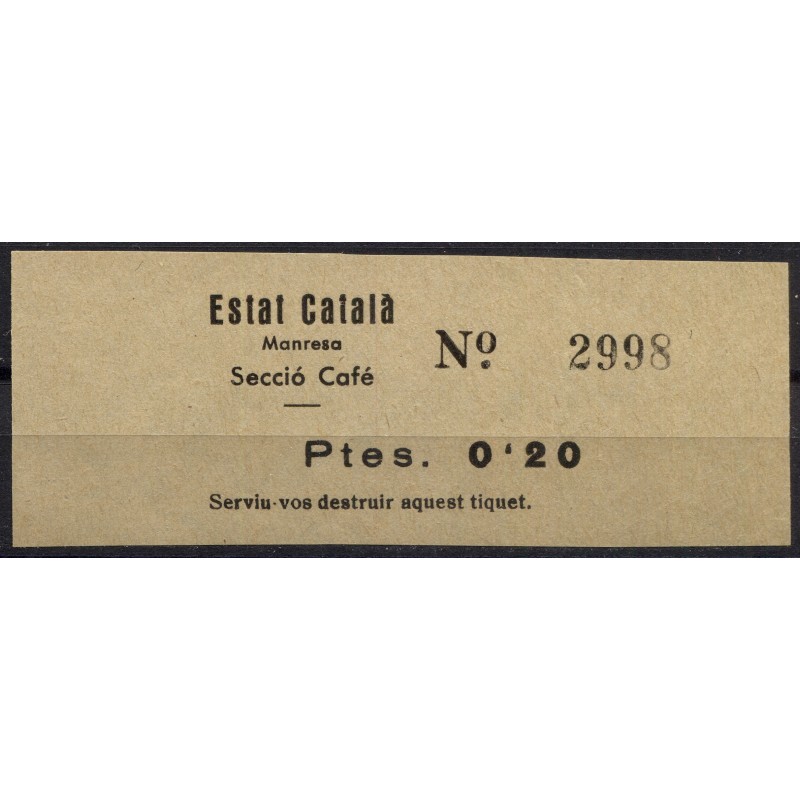 Estat Català
Manresa
Secció Café
Nº. 2998
Ptes. 0'20
Serviu-vos destruir aquest tiquet.